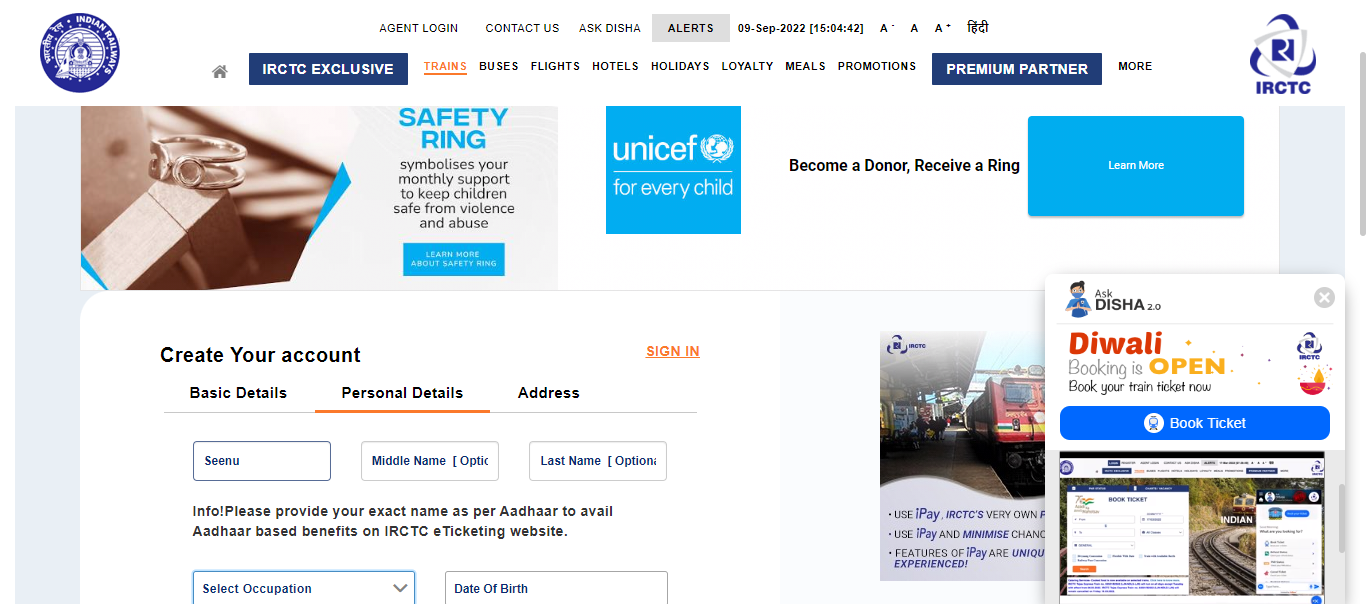 AGENT LOGIN CONTACT US ASK DISHA ALERTS 09-Sep-2022 [15:04:42] A - A A + हिंदी
IRCTC EXCLUSIVE TRAINS BUSES FLIGHTS HOTELS HOLIDAYS LOYALTY MEALS PROMOTIONS PREMIUM PARTNER MORE
INDIAN RAILWAYS
भारतीय रेल
IRCTC
SAFETY
RING
symbolises your
monthly support
to keep children
safe from violence
and abuse
LEARN MORE
ABOUT SAFETY RING
unicef
for every child
Become a Donor, Receive a Ring
Learn More
Create Your account
SIGN IN
Basic Details Personal Details Address
Seenu Middle Name [ Optic Last Name [ Optiona
Info!Please provide your exact name as per Aadhaar to avail
Aadhaar based benefits on IRCTC eTicketing website.
Select Occupation Date Of Birth
IRCTC
• USE iPay, IRCTC'S VERY OWN
• USE iPay AND MINIMISE CHANC
• FEATURES OF iPay ARE UNIQU
EXPERIENCED!
Ask
DISHA 2.0
Diwali
Booking is OPEN
Book your train ticket now
IRCTC
Book Ticket
BOOK TICKET
INDIAN